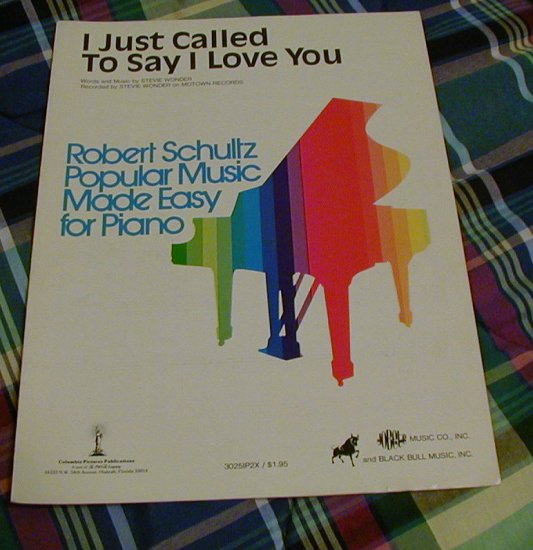 I Just Called
To Say I Love You
Words and Music by STEVIE WONDER
Recorded by STEVIE WONDER on MOTOWN RECORDS
Robert Schultz
Popular Music
Made Easy
for Piano
Columbia Pictures Publications
3025IP2X / $1.95
JOBETE MUSIC CO., INC.
and BLACK BULL MUSIC, INC.